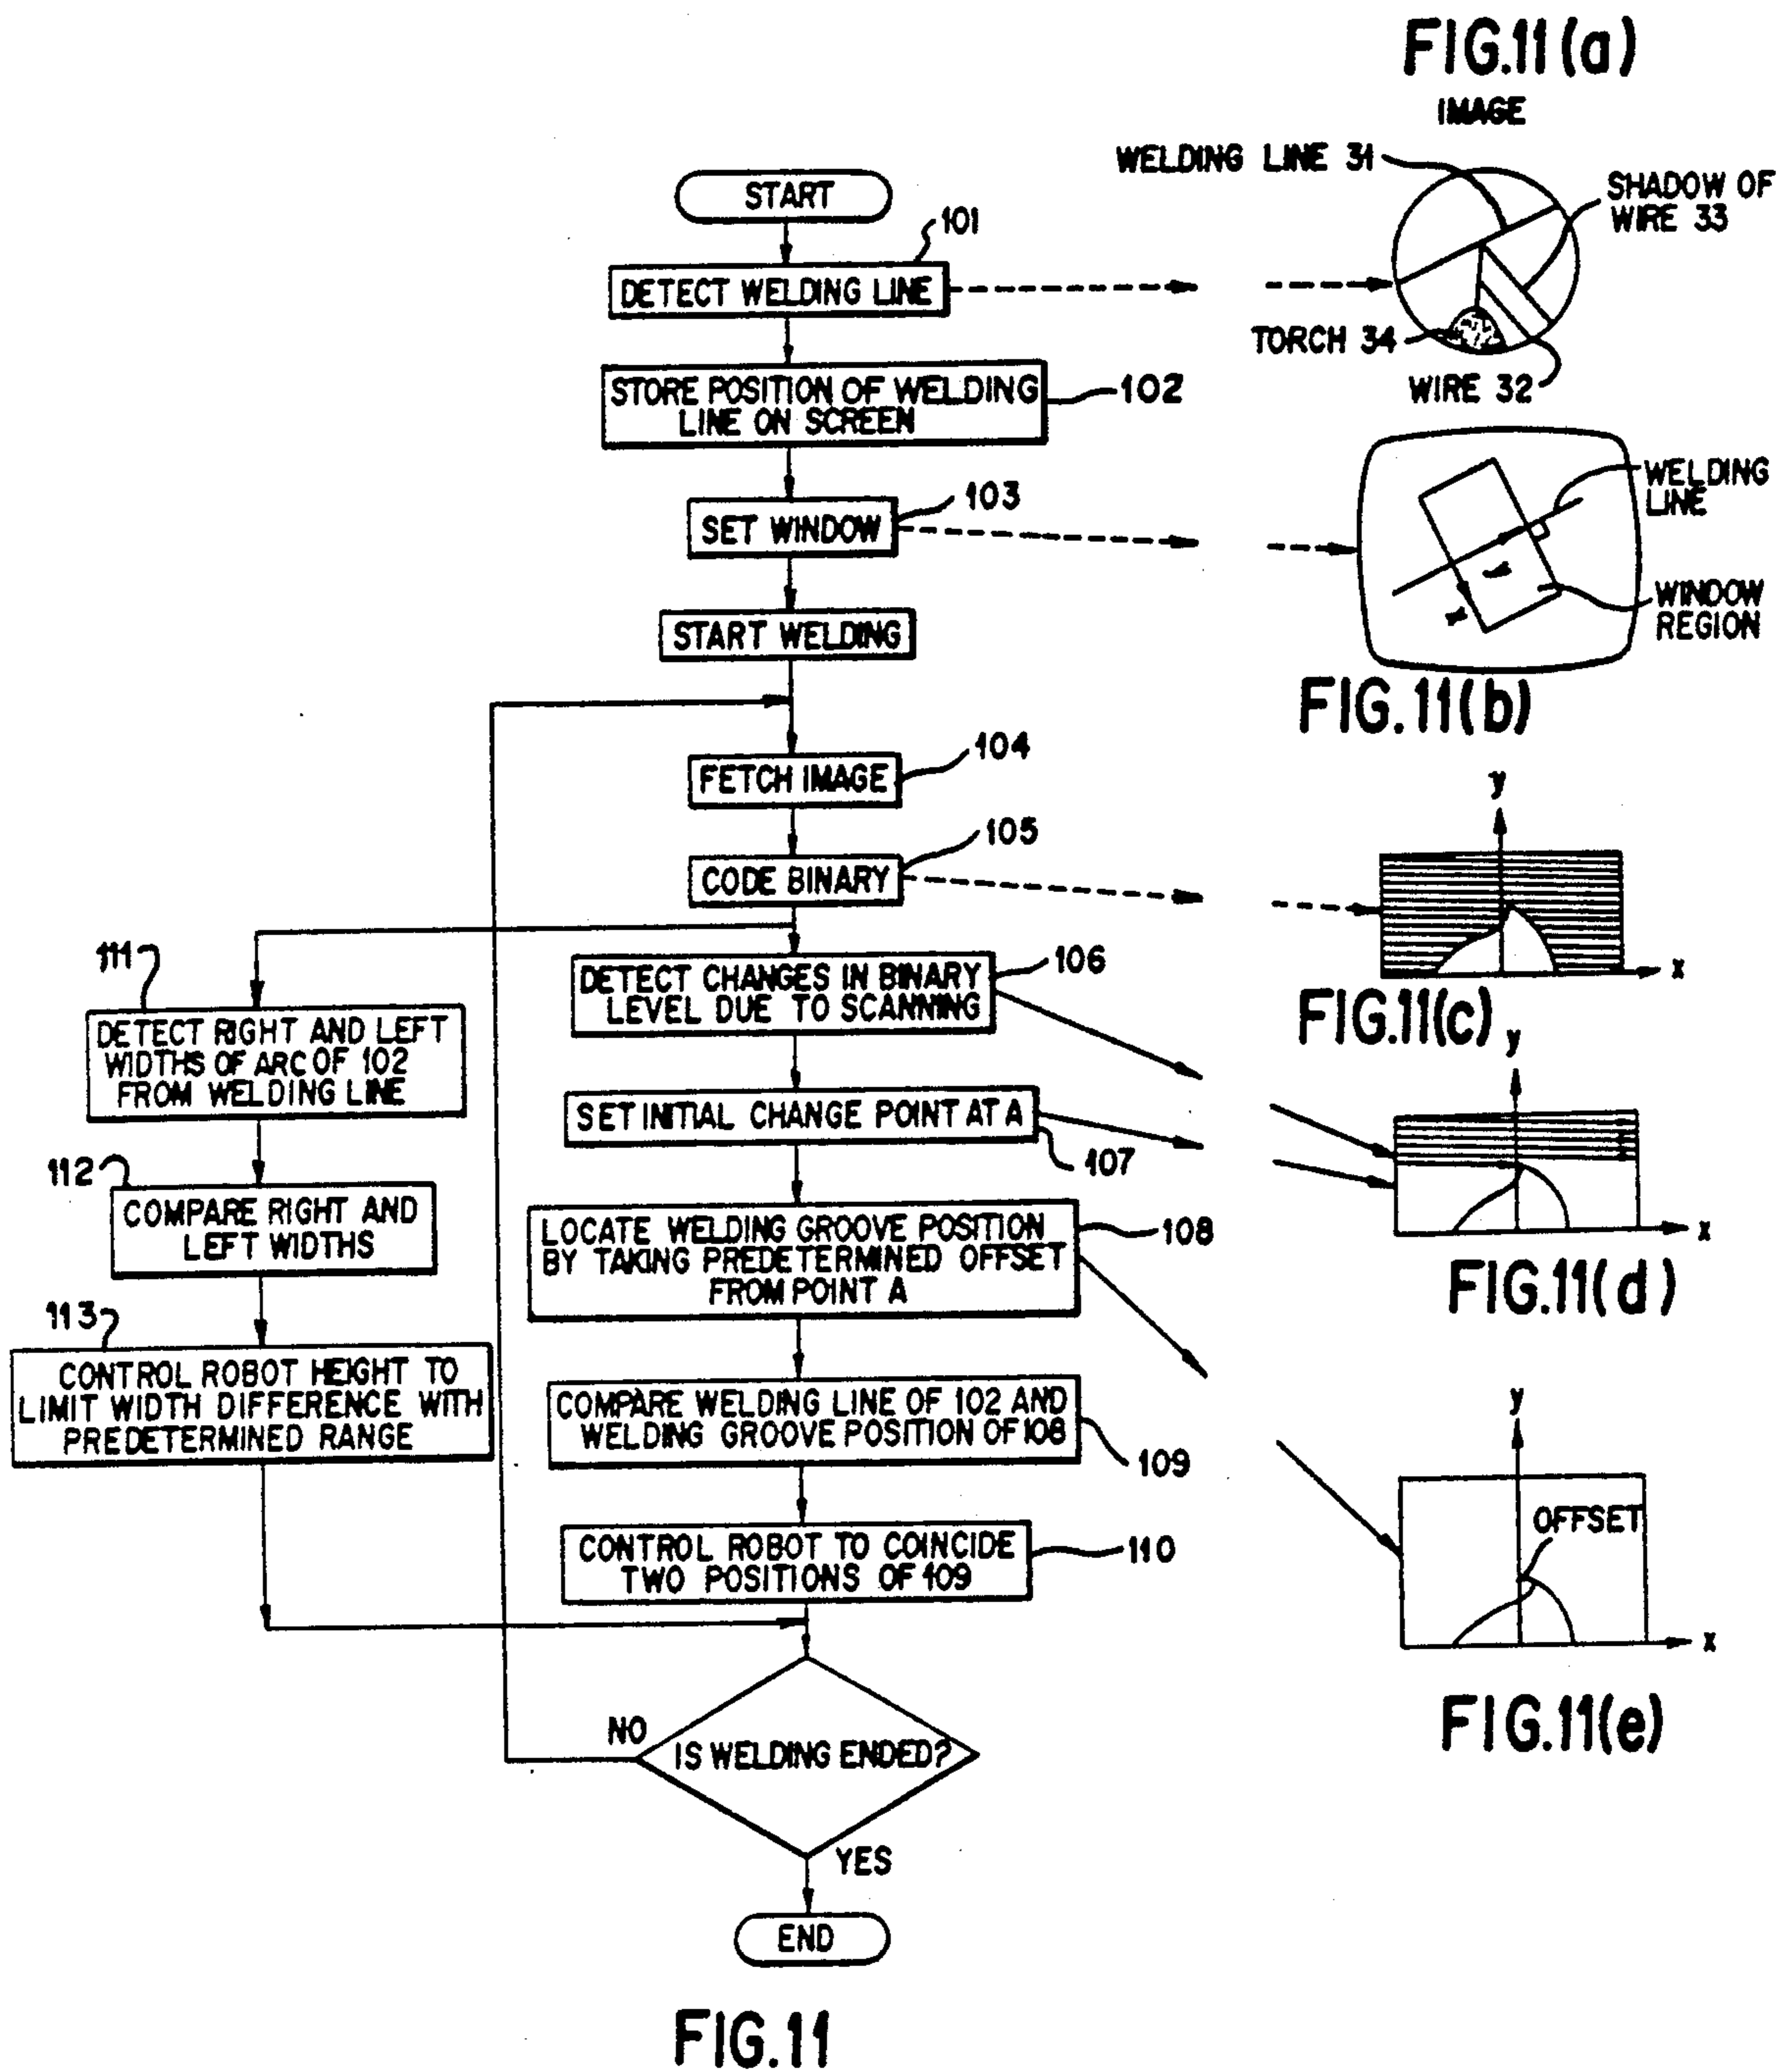 FIG.11(a)
IMAGE
WELDING LINE 31
SHADOW OF
WIRE 33
TORCH 34
WIRE 32
START
101
DETECT WELDING LINE
STORE POSITION OF WELDING
LINE ON SCREEN
102
SET WINDOW
103
WELDING
LINE
y
x
WINDOW
REGION
FIG.11(b)
START WELDING
FETCH IMAGE
104
CODE BINARY
105
y
x
FIG.11(c)
DETECT CHANGES IN BINARY
LEVEL DUE TO SCANNING
106
111
DETECT RIGHT AND LEFT
WIDTHS OF ARC OF 102
FROM WELDING LINE
SET INITIAL CHANGE POINT AT A
107
y
x
FIG.11(d)
112
COMPARE RIGHT AND
LEFT WIDTHS
LOCATE WELDING GROOVE POSITION
BY TAKING PREDETERMINED OFFSET
FROM POINT A
108
113
CONTROL ROBOT HEIGHT TO
LIMIT WIDTH DIFFERENCE WITH
PREDETERMINED RANGE
COMPARE WELDING LINE OF 102 AND
WELDING GROOVE POSITION OF 108
109
y
OFFSET
x
FIG.11(e)
CONTROL ROBOT TO COINCIDE
TWO POSITIONS OF 109
110
NO
IS WELDING ENDED?
YES
END
FIG.11